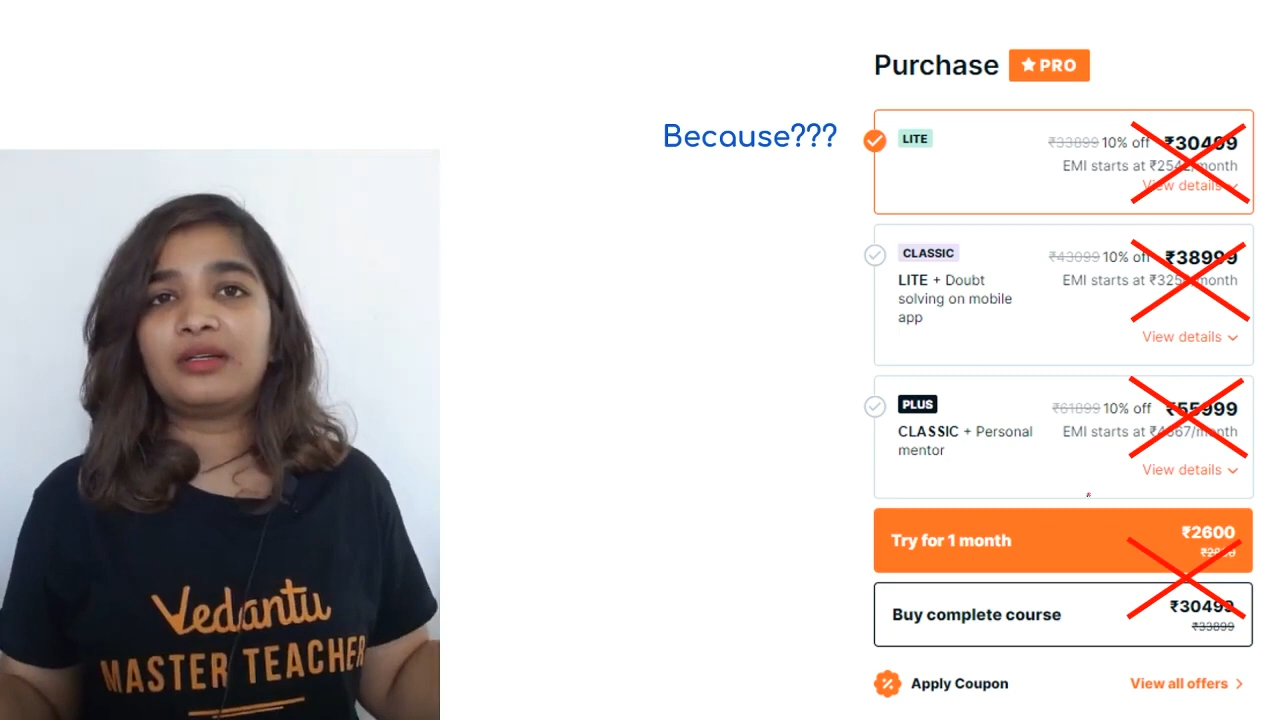 Purchase ★ PRO
Because???
LITE
₹33899 10% off ₹30499
EMI starts at ₹2542/month
View details
CLASSIC
₹43099 10% off ₹38999
LITE + Doubt
solving on mobile
app
EMI starts at /month
View details
PLUS
₹61899 10% off ₹55999
CLASSIC + Personal
mentor
EMI starts at /month
View details
Try for 1 month
₹2600
Buy complete course
₹30499
₹33899
Apply Coupon
View all offers
Vedantu
MASTER TEACHER